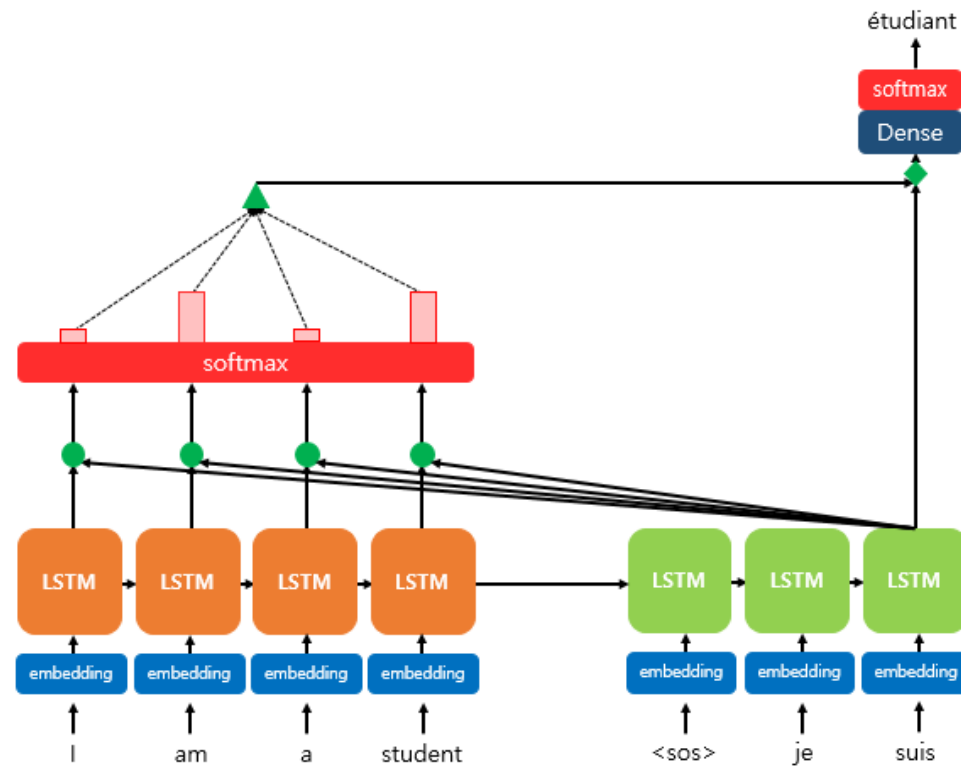 étudiant
softmax
Dense
softmax
LSTM LSTM LSTM LSTM LSTM LSTM LSTM
embedding embedding embedding embedding embedding embedding embedding
I am a student <sos> je suis